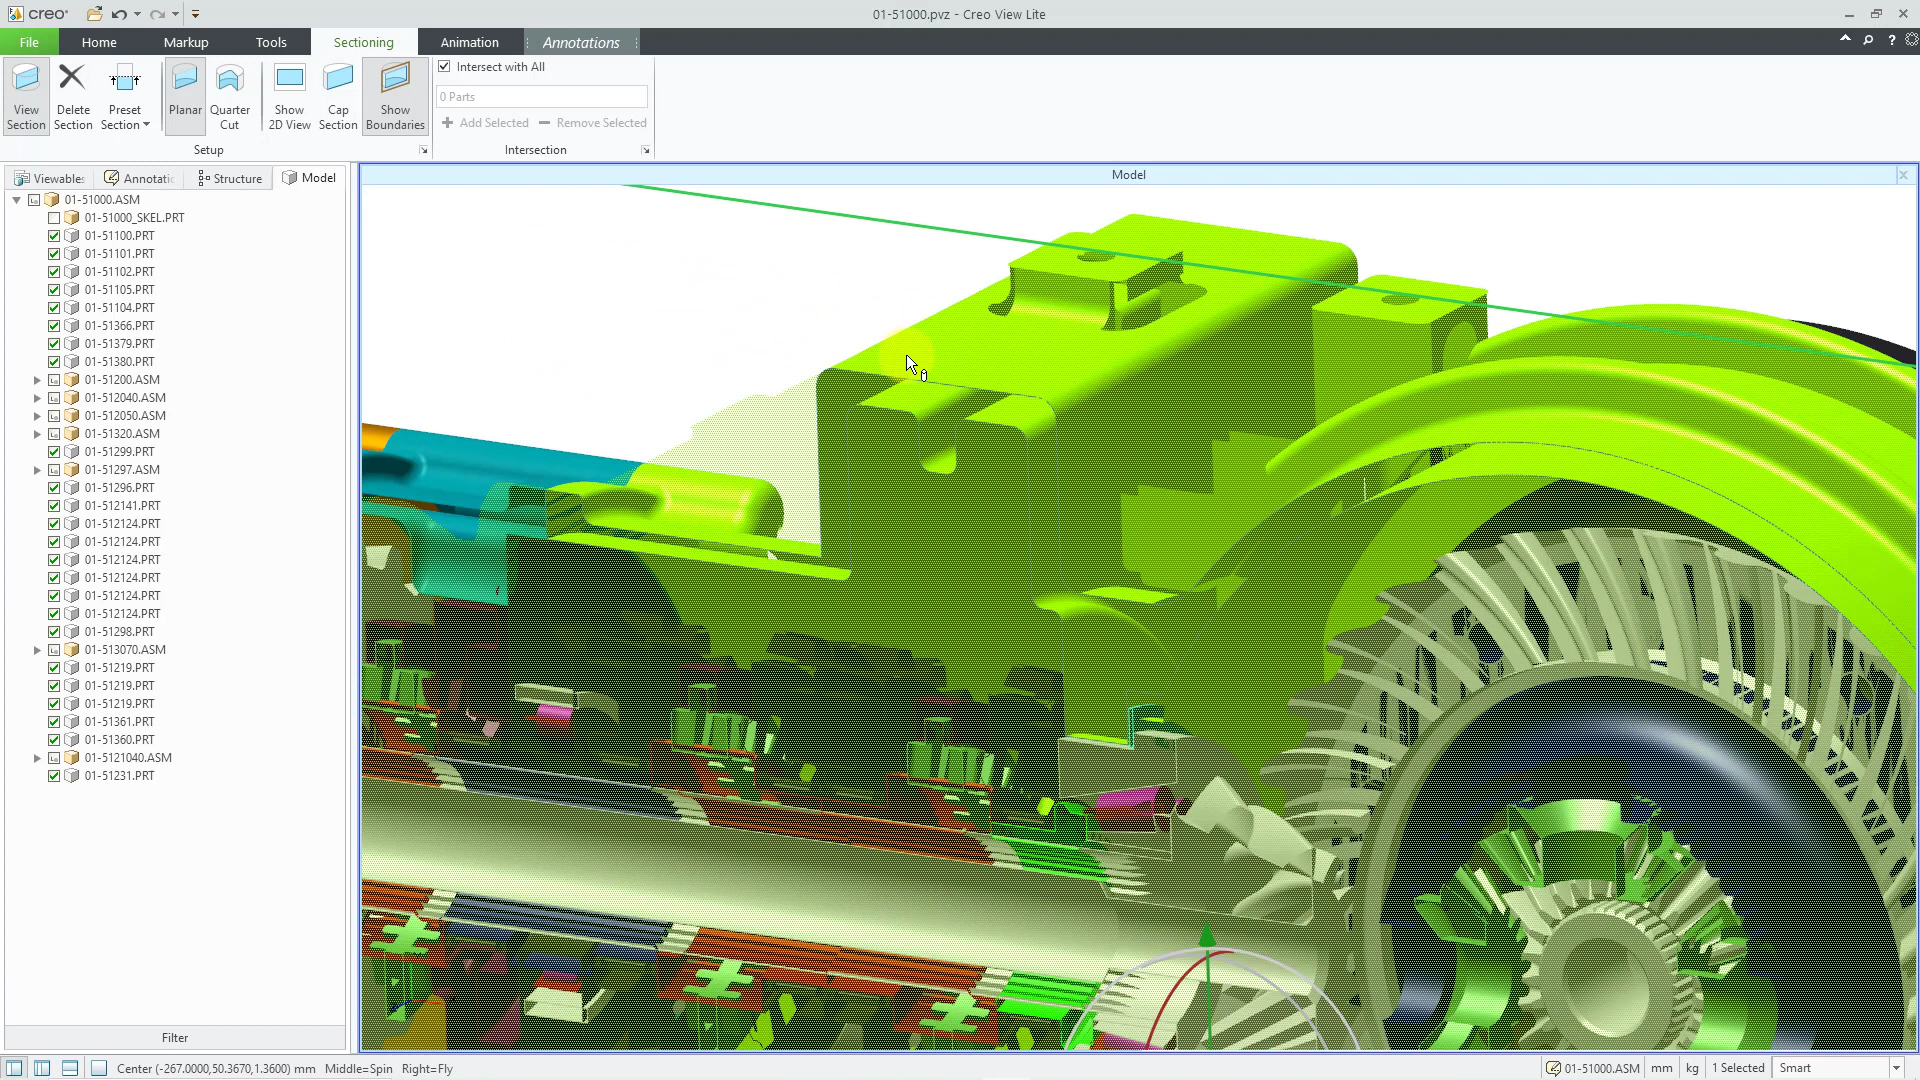 creo
01-51000.pvz - Creo View Lite
File
Home
Markup
Tools
Sectioning
Animation
Annotations
View Section
Delete Section
Preset Section
Planar
Quarter Cut
Show 2D View
Cap Section
Show Boundaries
Setup
Intersect with All
0 Parts
Add Selected
Remove Selected
Intersection
Viewables
Annotatic
Structure
Model
Model
01-51000.ASM
01-51000_SKEL.PRT
01-51100.PRT
01-51101.PRT
01-51102.PRT
01-51105.PRT
01-51104.PRT
01-51366.PRT
01-51379.PRT
01-51380.PRT
01-51200.ASM
01-512040.ASM
01-512050.ASM
01-51320.ASM
01-51299.PRT
01-51297.ASM
01-51296.PRT
01-512141.PRT
01-512124.PRT
01-512124.PRT
01-512124.PRT
01-512124.PRT
01-512124.PRT
01-512124.PRT
01-51298.PRT
01-513070.ASM
01-51219.PRT
01-51219.PRT
01-51219.PRT
01-51361.PRT
01-51360.PRT
01-5121040.ASM
01-51231.PRT
Filter
Center (-267.0000,50.3670,1.3600) mm Middle=Spin Right=Fly
01-51000.ASM
mm
kg
1 Selected
Smart